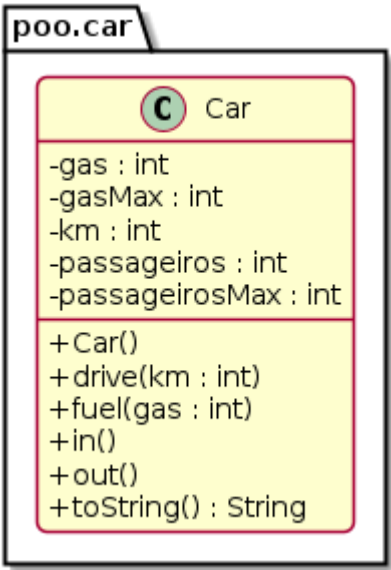 poo.car
C Car
-gas : int
-gasMax : int
-km : int
-passageiros : int
-passageirosMax : int
+Car()
+drive(km : int)
+fuel(gas : int)
+in()
+out()
+toString() : String